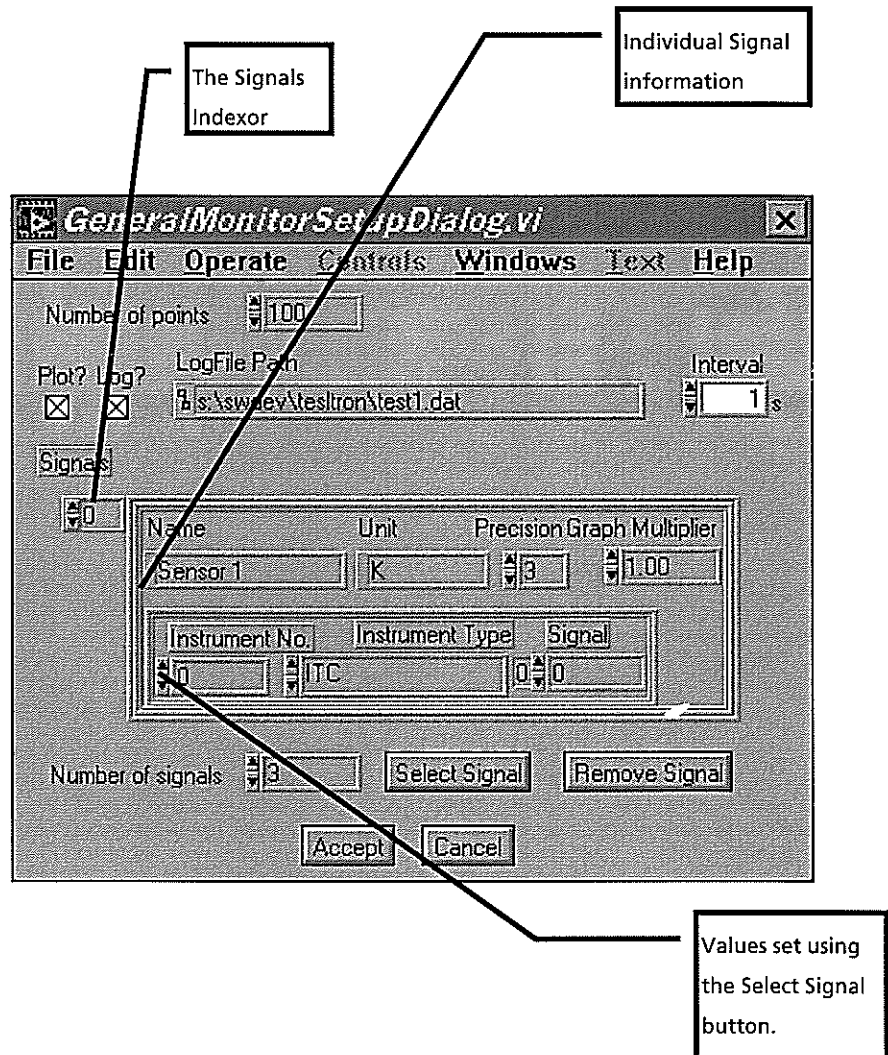 The Signals
Indexor
Individual Signal
information
GeneralMonitorSetupDialog.vi
File Edit Operate Controls Windows Text Help
Number of points 100
Plot? Log? LogFile Path Interval
s:\swdev\tesltron\test1.dat 1 s
Signals
0
Name Unit Precision Graph Multiplier
Sensor 1 K 3 1.00
Instrument No. Instrument Type Signal
0 ITC 0 0
Number of signals 3 Select Signal Remove Signal
Accept Cancel
Values set using
the Select Signal
button.